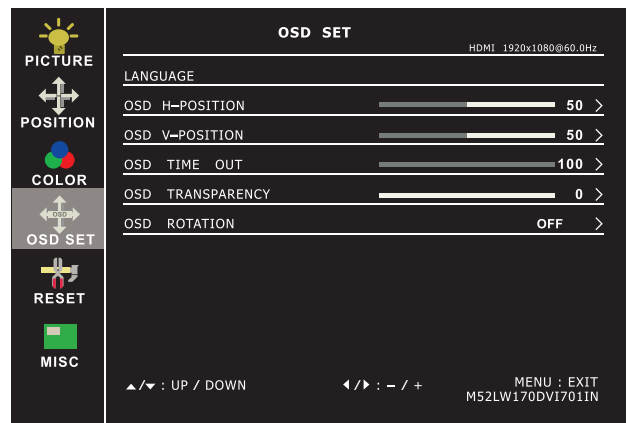 PICTURE
POSITION
COLOR
OSD
OSD SET
RESET
MISC
OSD SET
HDMI 1920x1080@60.0Hz
LANGUAGE
OSD H-POSITION 50 >
OSD V-POSITION 50 >
OSD TIME OUT 100 >
OSD TRANSPARENCY 0 >
OSD ROTATION OFF >
▲/▼ : UP / DOWN ◀/▶ : - / + MENU : EXIT
M52LW170DVI701IN